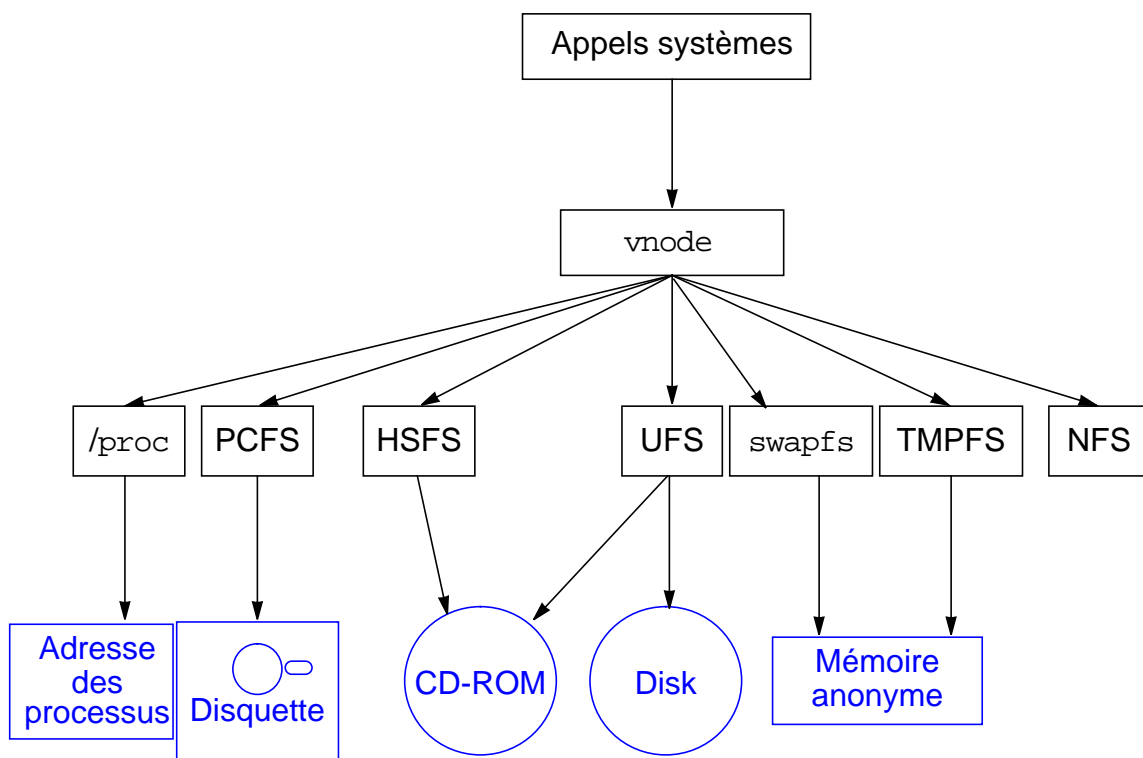 Appels systèmes
vnode
/proc
PCFS
HSFS
UFS
swapfs
TMPFS
NFS
Adresse
des
processus
Disquette
CD-ROM
Disk
Mémoire
anonyme